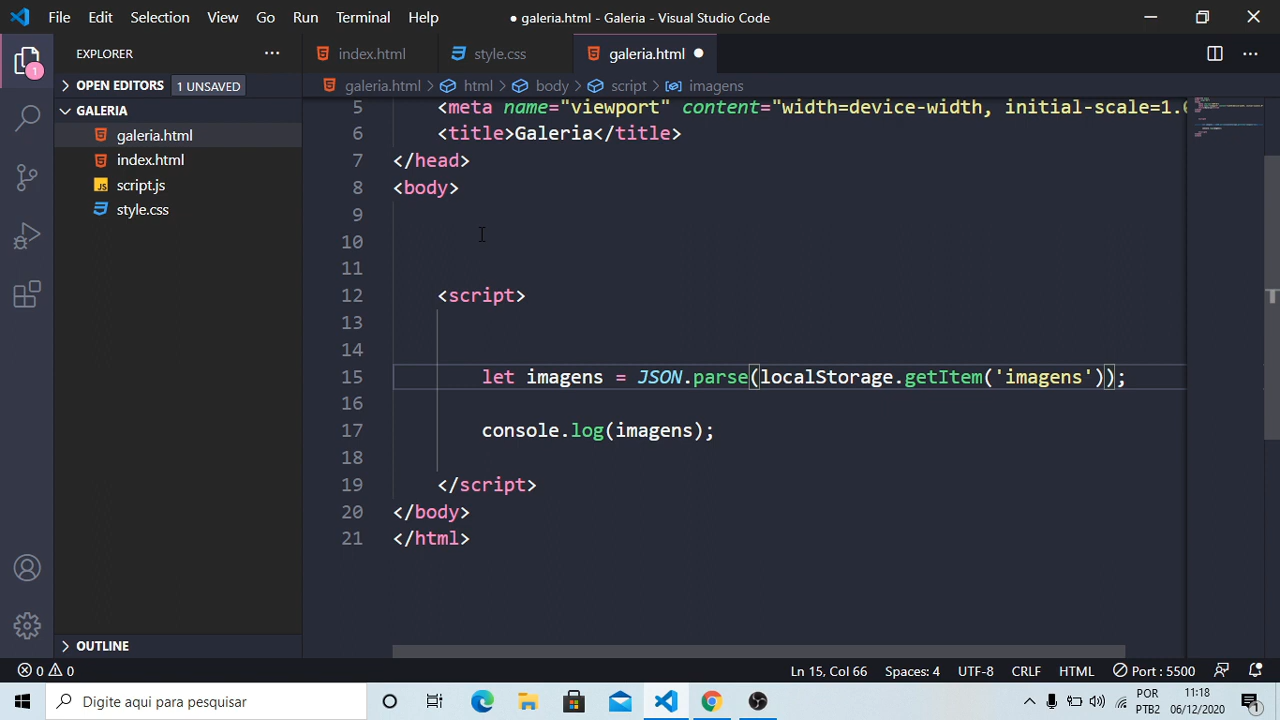 File Edit Selection View Go Run Terminal Help ● galeria.html - Galeria - Visual Studio Code
EXPLORER
index.html style.css galeria.html
OPEN EDITORS 1 UNSAVED
galeria.html > html > body > script > imagens
GALERIA
galeria.html
index.html
script.js
style.css
5 <meta name="viewport" content="width=device-width, initial-scale=1.0
6 <title>Galeria</title>
7 </head>
8 <body>
9
10
11
12 <script>
13
14
15 let imagens = JSON.parse(localStorage.getItem('imagens'));
16
17 console.log(imagens);
18
19 </script>
20 </body>
21 </html>
1
OUTLINE
0 0 Ln 15, Col 66 Spaces: 4 UTF-8 CRLF HTML Port : 5500
Digite aqui para pesquisar
POR
PTB2
11:18
06/12/2020
1